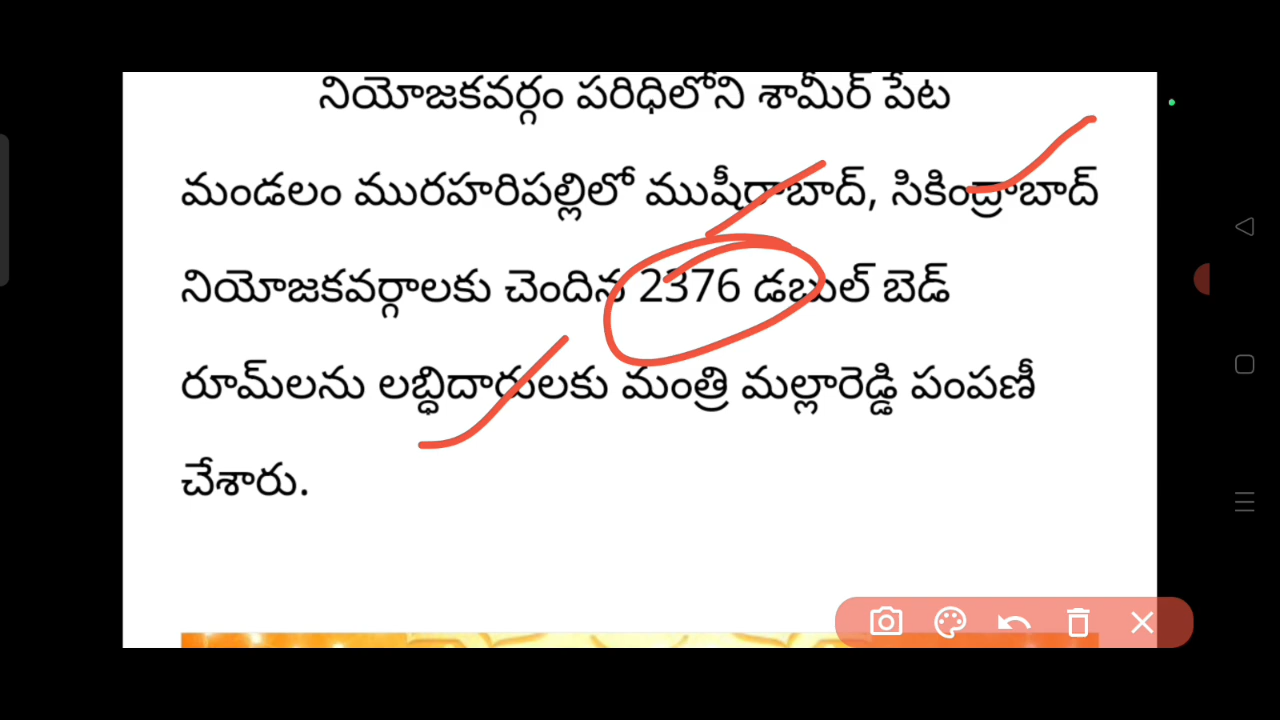 నియోజకవర్గం పరిధిలోని శామీర్ పేట
మండలం మురహరిపల్లిలో ముషీరాబాద్, సికింద్రాబాద్
నియోజకవర్గాలకు చెందిన 2376 డబుల్ బెడ్
రూమ్‌లను లబ్ధిదారులకు మంత్రి మల్లారెడ్డి పంపణీ
చేశారు.